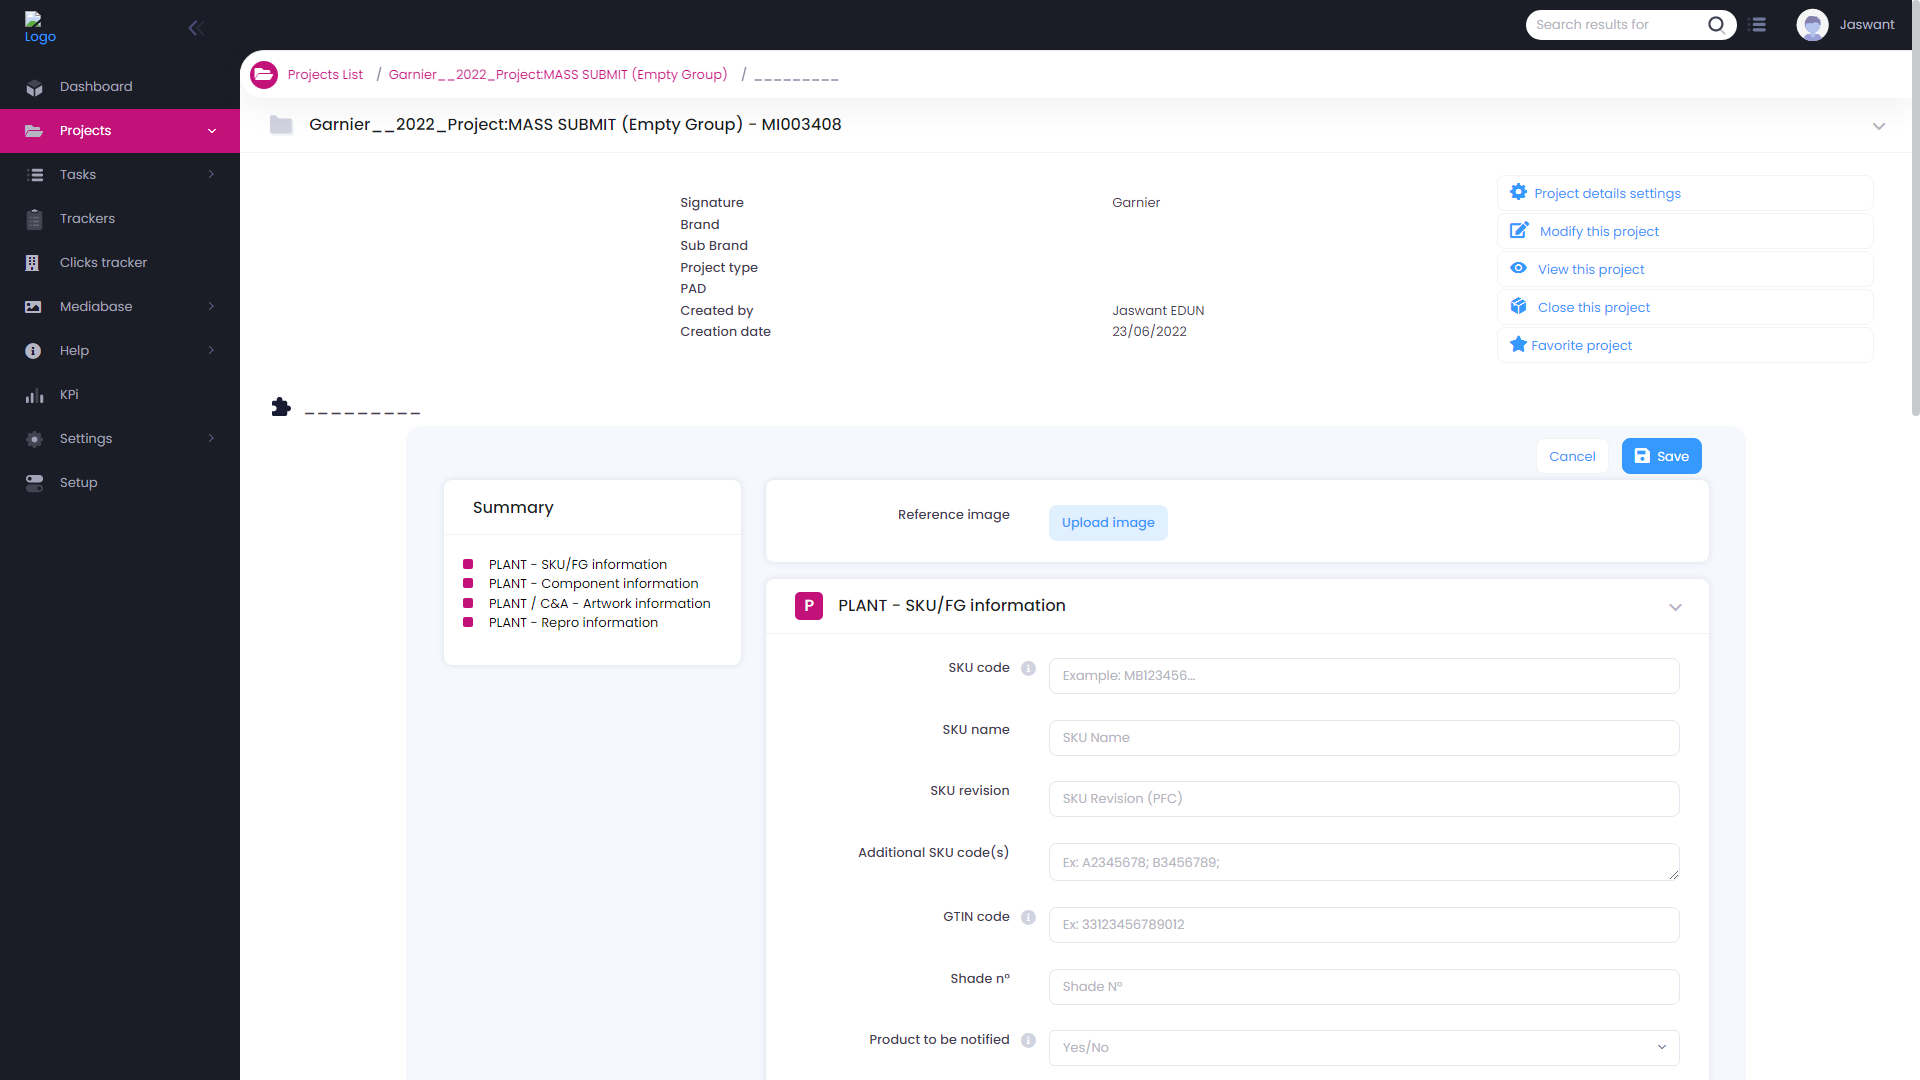 Logo
Search results for
Jaswant
Dashboard
Projects
Tasks
Trackers
Clicks tracker
Mediabase
Help
KPi
Settings
Setup
Projects List / Garnier__2022_Project:MASS SUBMIT (Empty Group) / _________
Garnier__2022_Project:MASS SUBMIT (Empty Group) - MI003408
Signature Garnier
Brand
Sub Brand
Project type
PAD
Created by Jaswant EDUN
Creation date 23/06/2022
Project details settings
Modify this project
View this project
Close this project
Favorite project
_________
Cancel
Save
Summary
PLANT - SKU/FG information
PLANT - Component information
PLANT / C&A - Artwork information
PLANT - Repro information
Reference image Upload image
P PLANT - SKU/FG information
SKU code Example: MB123456...
SKU name SKU Name
SKU revision SKU Revision (PFC)
Additional SKU code(s) Ex: A2345678; B3456789;
GTIN code Ex: 33123456789012
Shade n° Shade N°
Product to be notified Yes/No